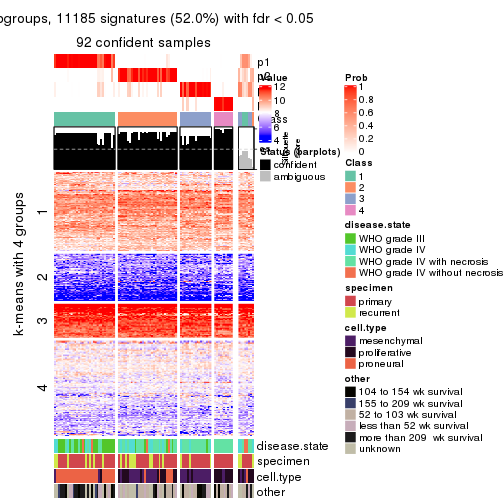 ogroups, 11185 signatures (52.0%) with fdr < 0.05
92 confident samples
p1
Value
12
10
8
6
4
Class
Silhouette
score
Status (barplots)
confident
ambiguous
k-means with 4 groups
1
2
3
4
disease.state
specimen
cell.type
other
Prob
1
0.8
0.6
0.4
0.2
0
Class
1
2
3
4
disease.state
WHO grade III
WHO grade IV
WHO grade IV with necrosis
WHO grade IV without necrosis
specimen
primary
recurrent
cell.type
mesenchymal
proliferative
proneural
other
104 to 154 wk survival
155 to 209 wk survival
52 to 103 wk survival
less than 52 wk survival
more than 209  wk survival
unknown